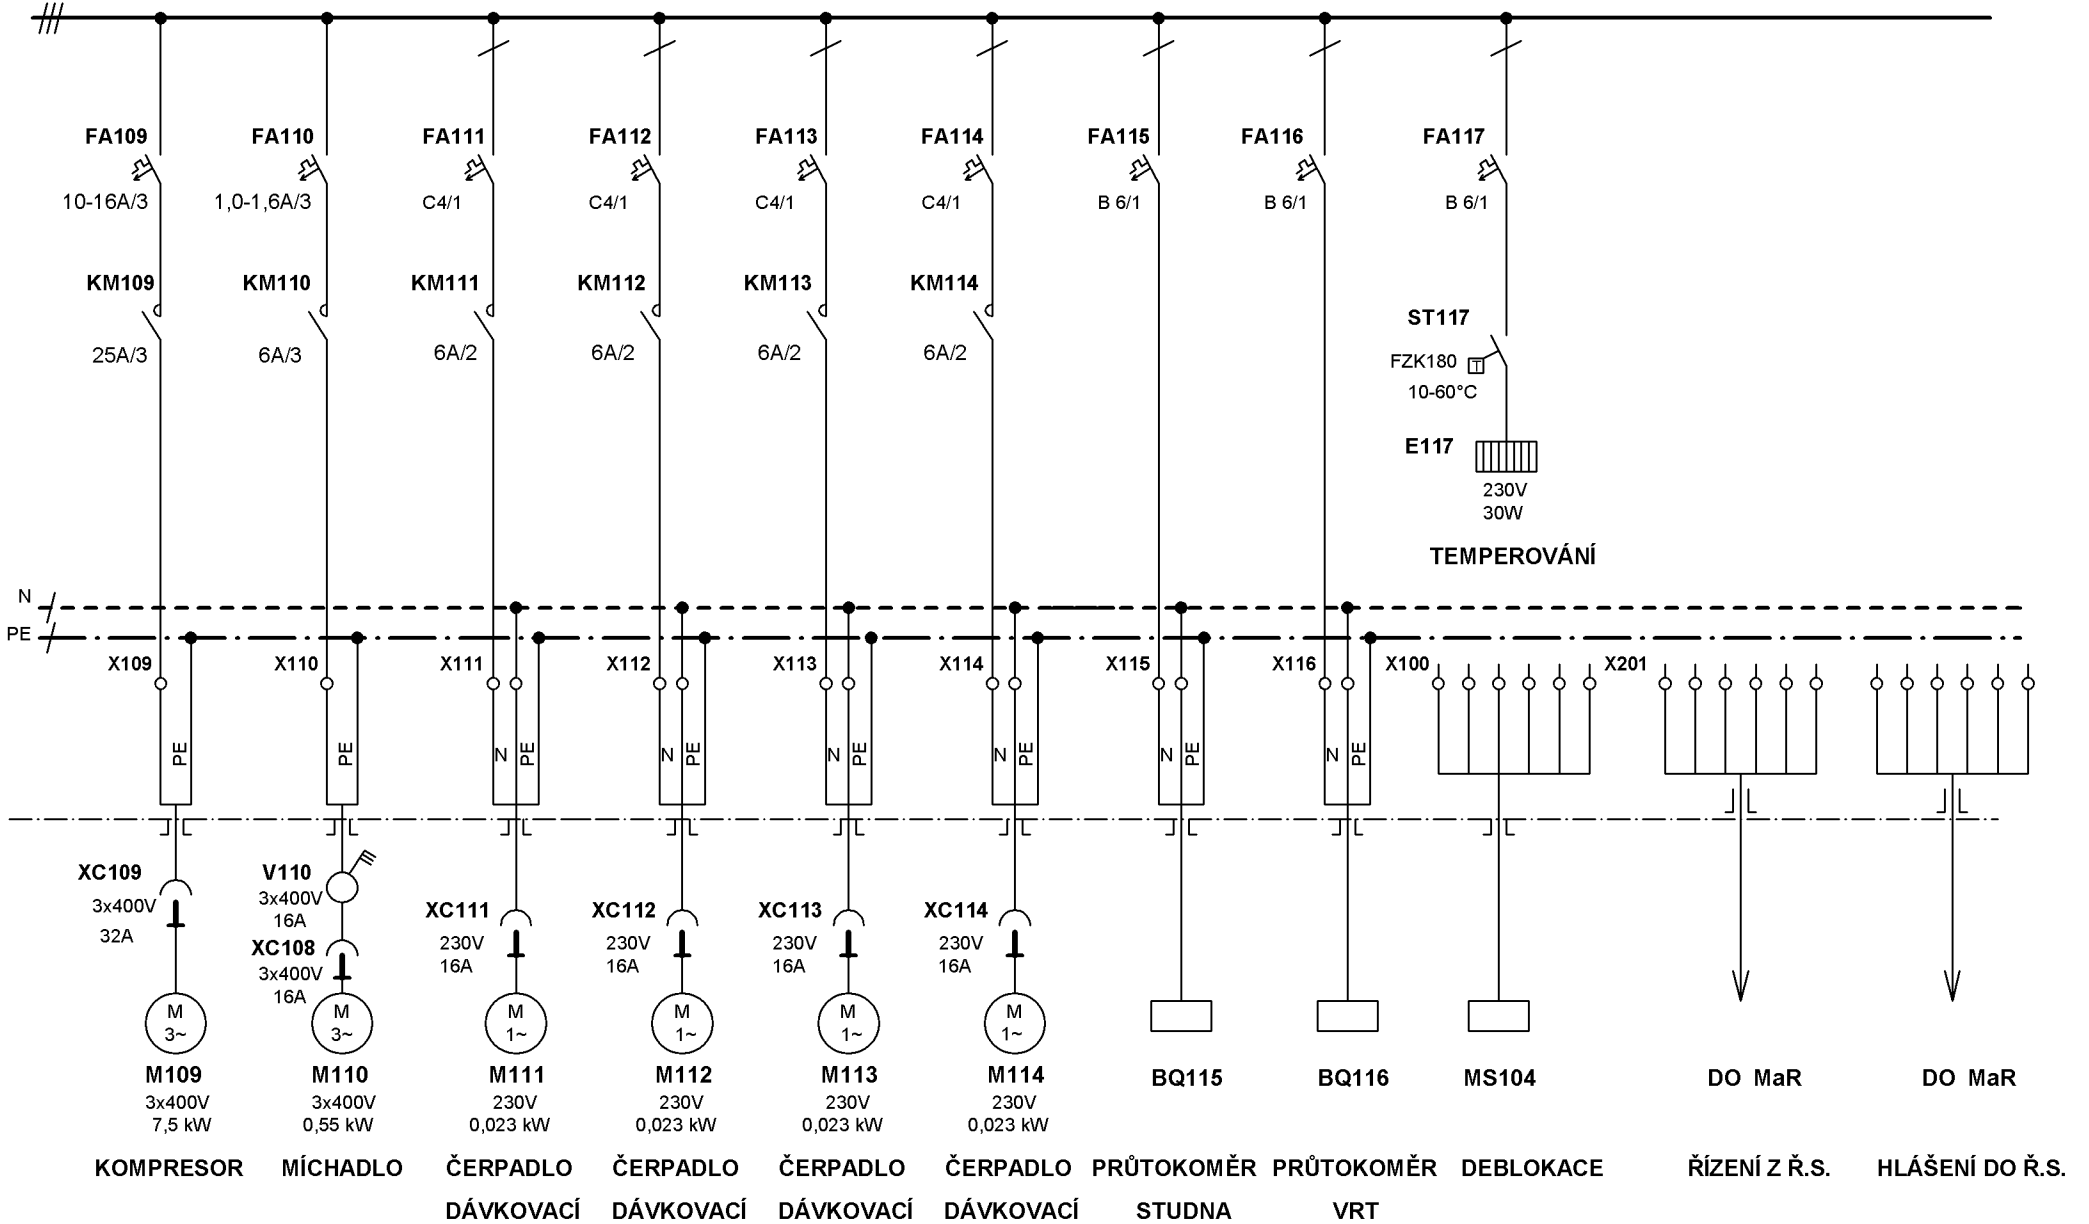 FA109 FA110 FA111 FA112 FA113 FA114 FA115 FA116 FA117
10-16A/3 1,0-1,6A/3 C4/1 C4/1 C4/1 C4/1 B 6/1 B 6/1 B 6/1
KM109 KM110 KM111 KM112 KM113 KM114
25A/3 6A/3 6A/2 6A/2 6A/2 6A/2
ST117
FZK180 T
10-60°C
E117
230V
30W
TEMPEROVÁNÍ
N
PE
X109 X110 X111 X112 X113 X114 X115 X116 X100 X201
PE PE N PE N PE N PE N PE N PE N PE
XC109
3x400V
32A
V110
3x400V
16A
XC108
3x400V
16A
XC111 XC112 XC113 XC114
230V 230V 230V 230V
16A 16A 16A 16A
M M M M M M
3~ 3~ 1~ 1~ 1~ 1~
M109 M110 M111 M112 M113 M114 BQ115 BQ116 MS104 DO MaR DO MaR
3x400V 3x400V 230V 230V 230V 230V
7,5 kW 0,55 kW 0,023 kW 0,023 kW 0,023 kW 0,023 kW
KOMPRESOR MÍCHADLO ČERPADLO ČERPADLO ČERPADLO ČERPADLO PRŮTOKOMĚR PRŮTOKOMĚR DEBLOKACE ŘÍZENÍ Z Ř.S. HLÁŠENÍ DO Ř.S.
DÁVKOVACÍ DÁVKOVACÍ DÁVKOVACÍ DÁVKOVACÍ STUDNA VRT